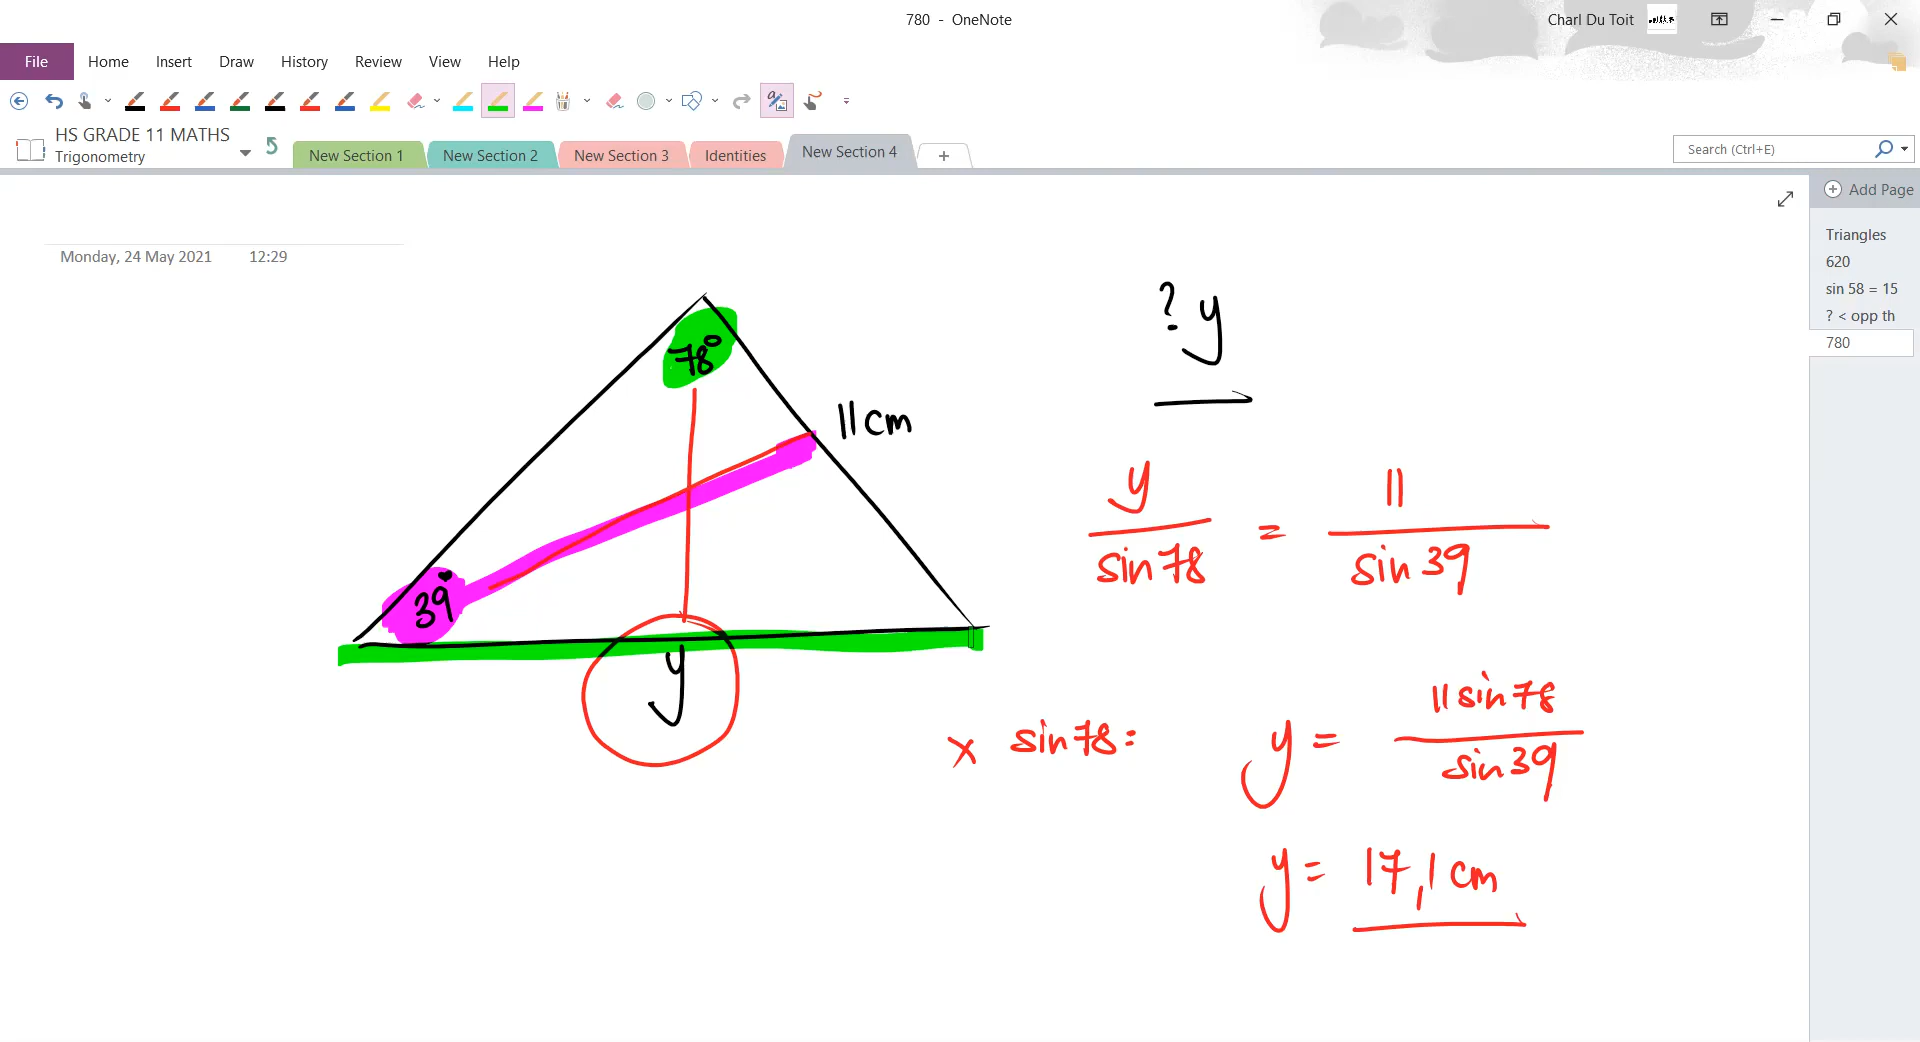 780 - OneNote
Charl Du Toit
File Home Insert Draw History Review View Help
HS GRADE 11 MATHS
Trigonometry
New Section 1 New Section 2 New Section 3 Identities New Section 4 +
Search (Ctrl+E)
Add Page
Triangles
620
sin 58 = 15
? < opp th
780
Monday, 24 May 2021 12:29
78°
11cm
39°
y
? y
y / sin 78 = 11 / sin 39
× sin 78 : y = 11 sin 78 / sin 39
y = 17,1 cm